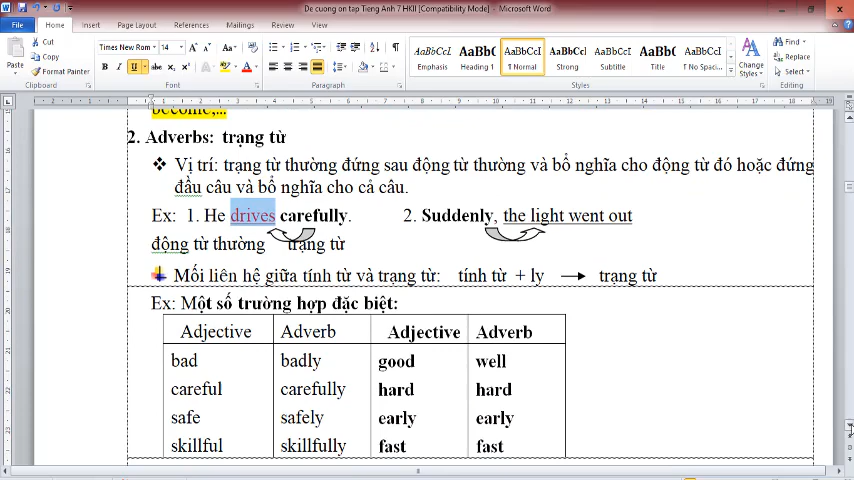 De cuong on tap Tieng Anh 7 HKII [Compatibility Mode] - Microsoft Word
File Home Insert Page Layout References Mailings Review View
Cut
Copy
Format Painter
Paste
Times New Rom 14
Clipboard Font Paragraph Styles Editing
AaBbCcI AaBbC AaBbCcI AaBbCcI AaBbCcI AaBbC AaBbCcI
Emphasis Heading 1 ¶ Normal Strong Subtitle Title ¶ No Spaci...
Change Styles
Find
Replace
Select
become,...
2. Adverbs: trạng từ
Vị trí: trạng từ thường đứng sau động từ thường và bổ nghĩa cho động từ đó hoặc đứng
đầu câu và bổ nghĩa cho cả câu.
Ex: 1. He drives carefully. 2. Suddenly, the light went out
động từ thường trạng từ
Mối liên hệ giữa tính từ và trạng từ: tính từ + ly → trạng từ
Ex: Một số trường hợp đặc biệt:
Adjective Adverb Adjective Adverb
bad badly good well
careful carefully hard hard
safe safely early early
skillful skillfully fast fast